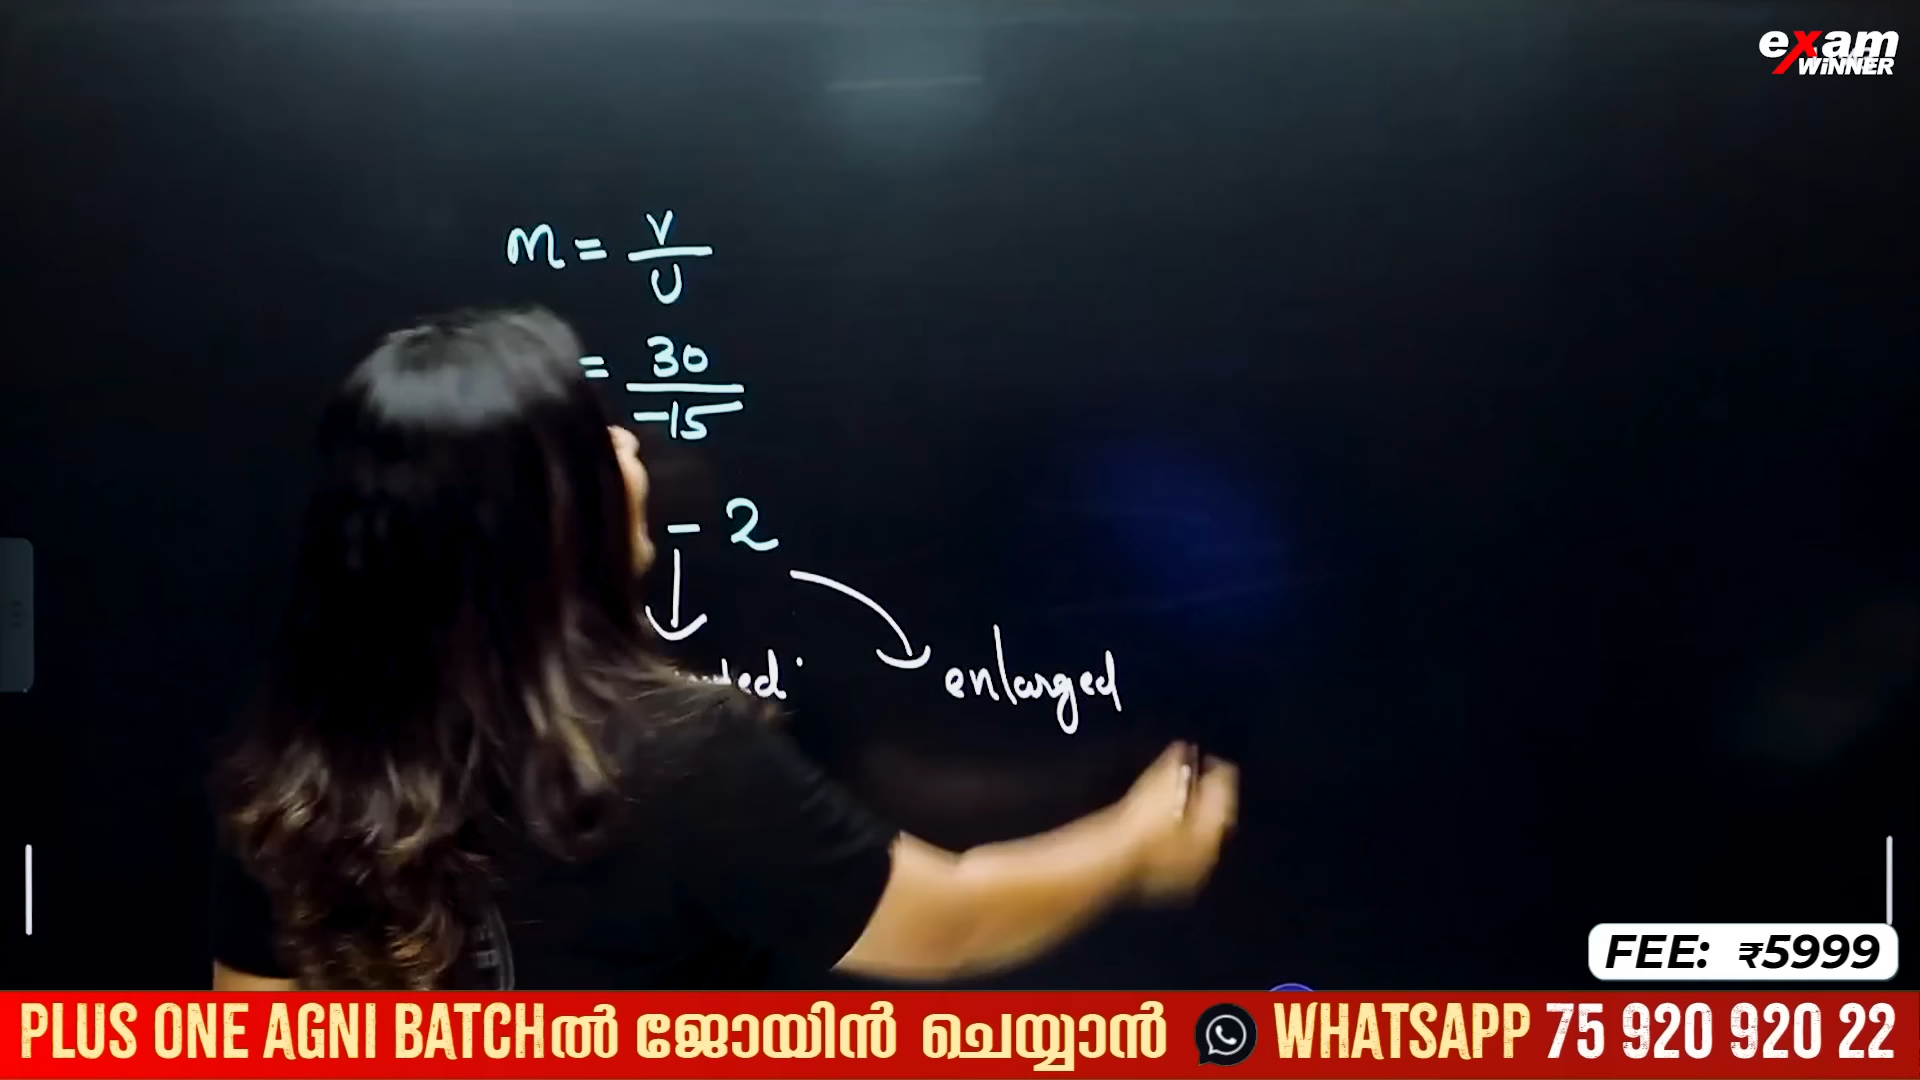 exam
WINNER
m = v/u
= 30/-15
- 2
enlarged
FEE: ₹5999
PLUS ONE AGNI BATCHൽ ജോയിൻ ചെയ്യാൻ WHATSAPP 75 920 920 22